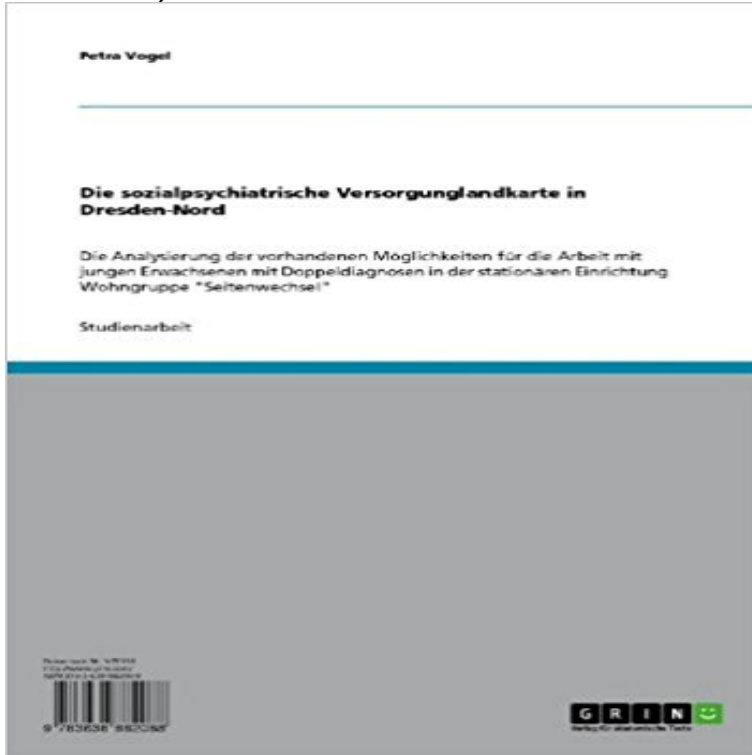 Petra Vogel
Die sozialpsychiatrische Versorgunglandkarte in
Dresden-Nord
Die Analysierung der vorhandenen Möglichkeiten für die Arbeit mit
jungen Erwachsenen mit Doppeldiagnosen in der stationären Einrichtung
Wohngruppe "Seitenwechsel"
Studienarbeit
GRIN